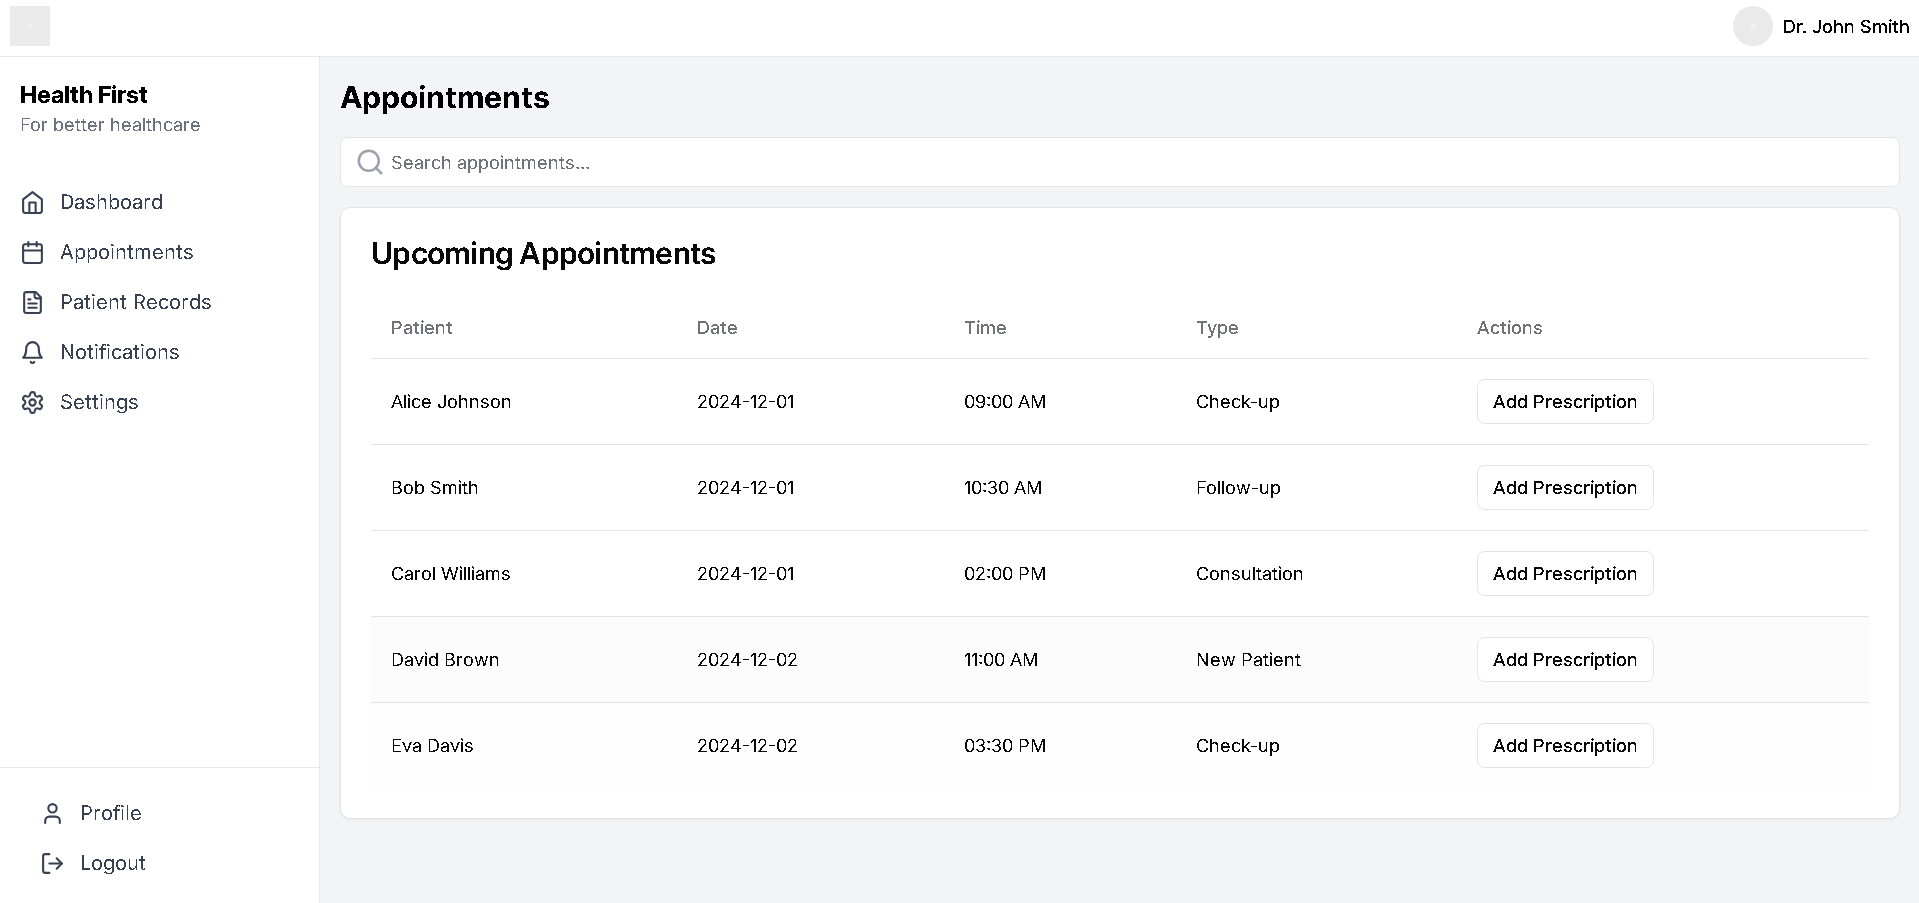 Dr. John Smith
Health First
For better healthcare
Dashboard
Appointments
Patient Records
Notifications
Settings
Profile
Logout
Appointments
Search appointments...
Upcoming Appointments
Patient Date Time Type Actions
Alice Johnson 2024-12-01 09:00 AM Check-up Add Prescription
Bob Smith 2024-12-01 10:30 AM Follow-up Add Prescription
Carol Williams 2024-12-01 02:00 PM Consultation Add Prescription
David Brown 2024-12-02 11:00 AM New Patient Add Prescription
Eva Davis 2024-12-02 03:30 PM Check-up Add Prescription